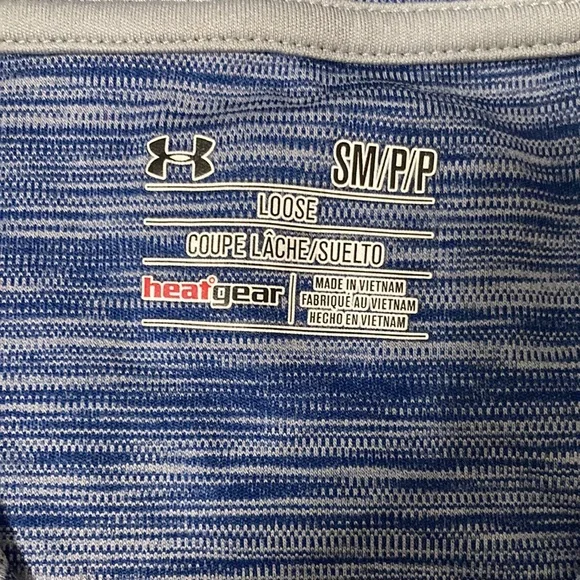 SM/P/P
LOOSE
COUPE LÂCHE/SUELTO
heatgear
MADE IN VIETNAM
FABRIQUÉ AU VIETNAM
HECHO EN VIETNAM